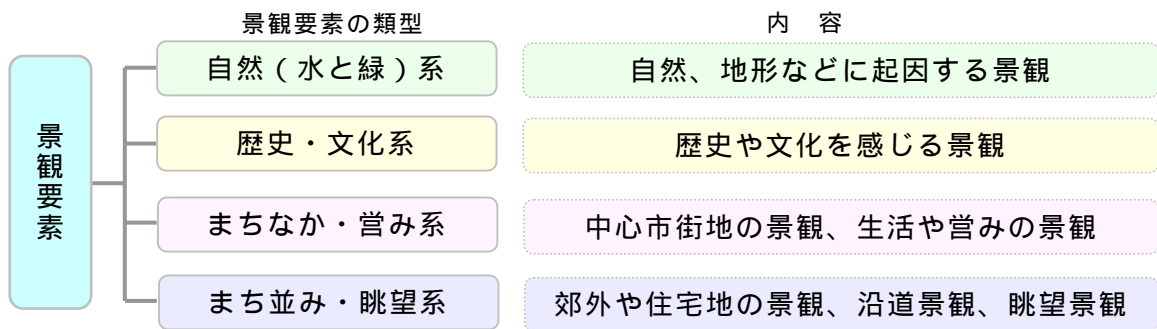 景観要素の類型
内　容
景観要素
自然（水と緑）系
自然、地形などに起因する景観
歴史・文化系
歴史や文化を感じる景観
まちなか・営み系
中心市街地の景観、生活や営みの景観
まち並み・眺望系
郊外や住宅地の景観、沿道景観、眺望景観